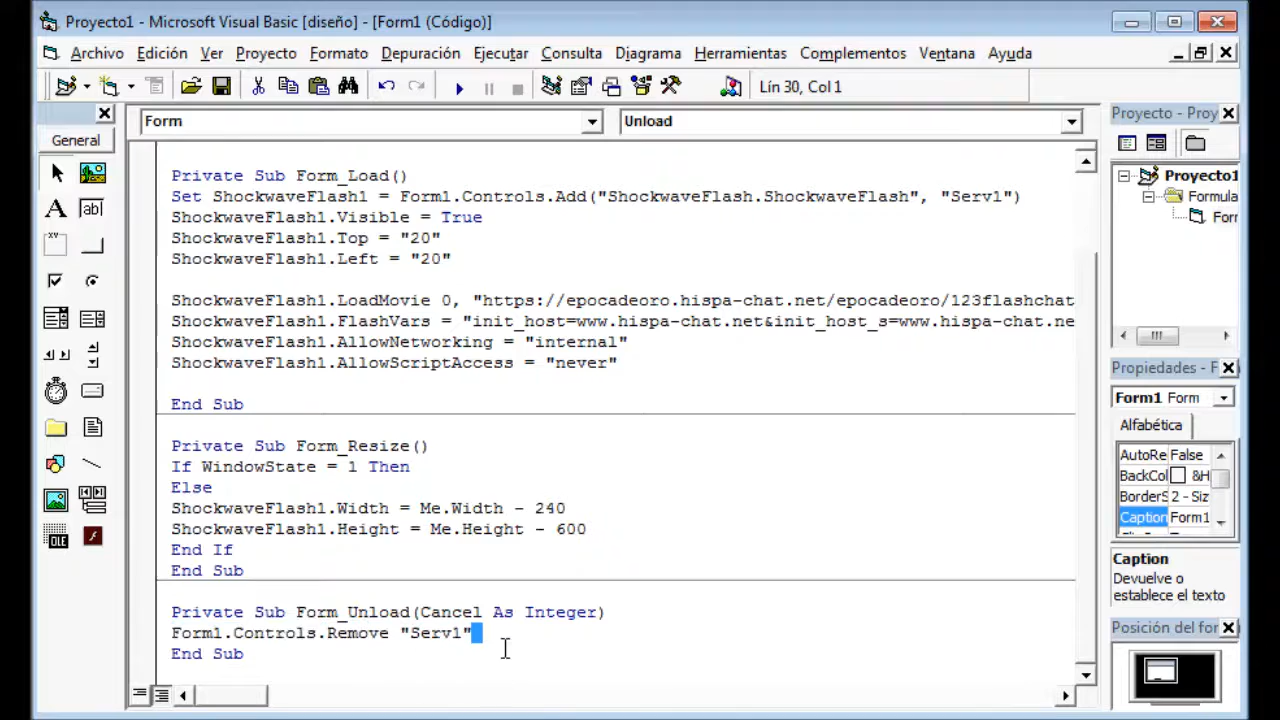 Proyecto1 - Microsoft Visual Basic [diseño] - [Form1 (Código)]
Archivo Edición Ver Proyecto Formato Depuración Ejecutar Consulta Diagrama Herramientas Complementos Ventana Ayuda
Lín 30, Col 1
General
Form
Unload
Private Sub Form_Load()
Set ShockwaveFlash1 = Form1.Controls.Add("ShockwaveFlash.ShockwaveFlash", "Serv1")
ShockwaveFlash1.Visible = True
ShockwaveFlash1.Top = "20"
ShockwaveFlash1.Left = "20"
ShockwaveFlash1.LoadMovie 0, "https://epocadeoro.hispa-chat.net/epocadeoro/123flashchat
ShockwaveFlash1.FlashVars = "init_host=www.hispa-chat.net&init_host_s=www.hispa-chat.ne
ShockwaveFlash1.AllowNetworking = "internal"
ShockwaveFlash1.AllowScriptAccess = "never"
End Sub
Private Sub Form_Resize()
If WindowState = 1 Then
Else
ShockwaveFlash1.Width = Me.Width - 240
ShockwaveFlash1.Height = Me.Height - 600
End If
End Sub
Private Sub Form_Unload(Cancel As Integer)
Form1.Controls.Remove "Serv1"
End Sub
Proyecto - Proy
Proyecto1
Formula
Forr
Propiedades - F
Form1 Form
Alfabética
AutoRe False
BackCol &H
BorderS 2 - Siz
Caption Form1
Caption
Devuelve o
establece el texto
Posición del for